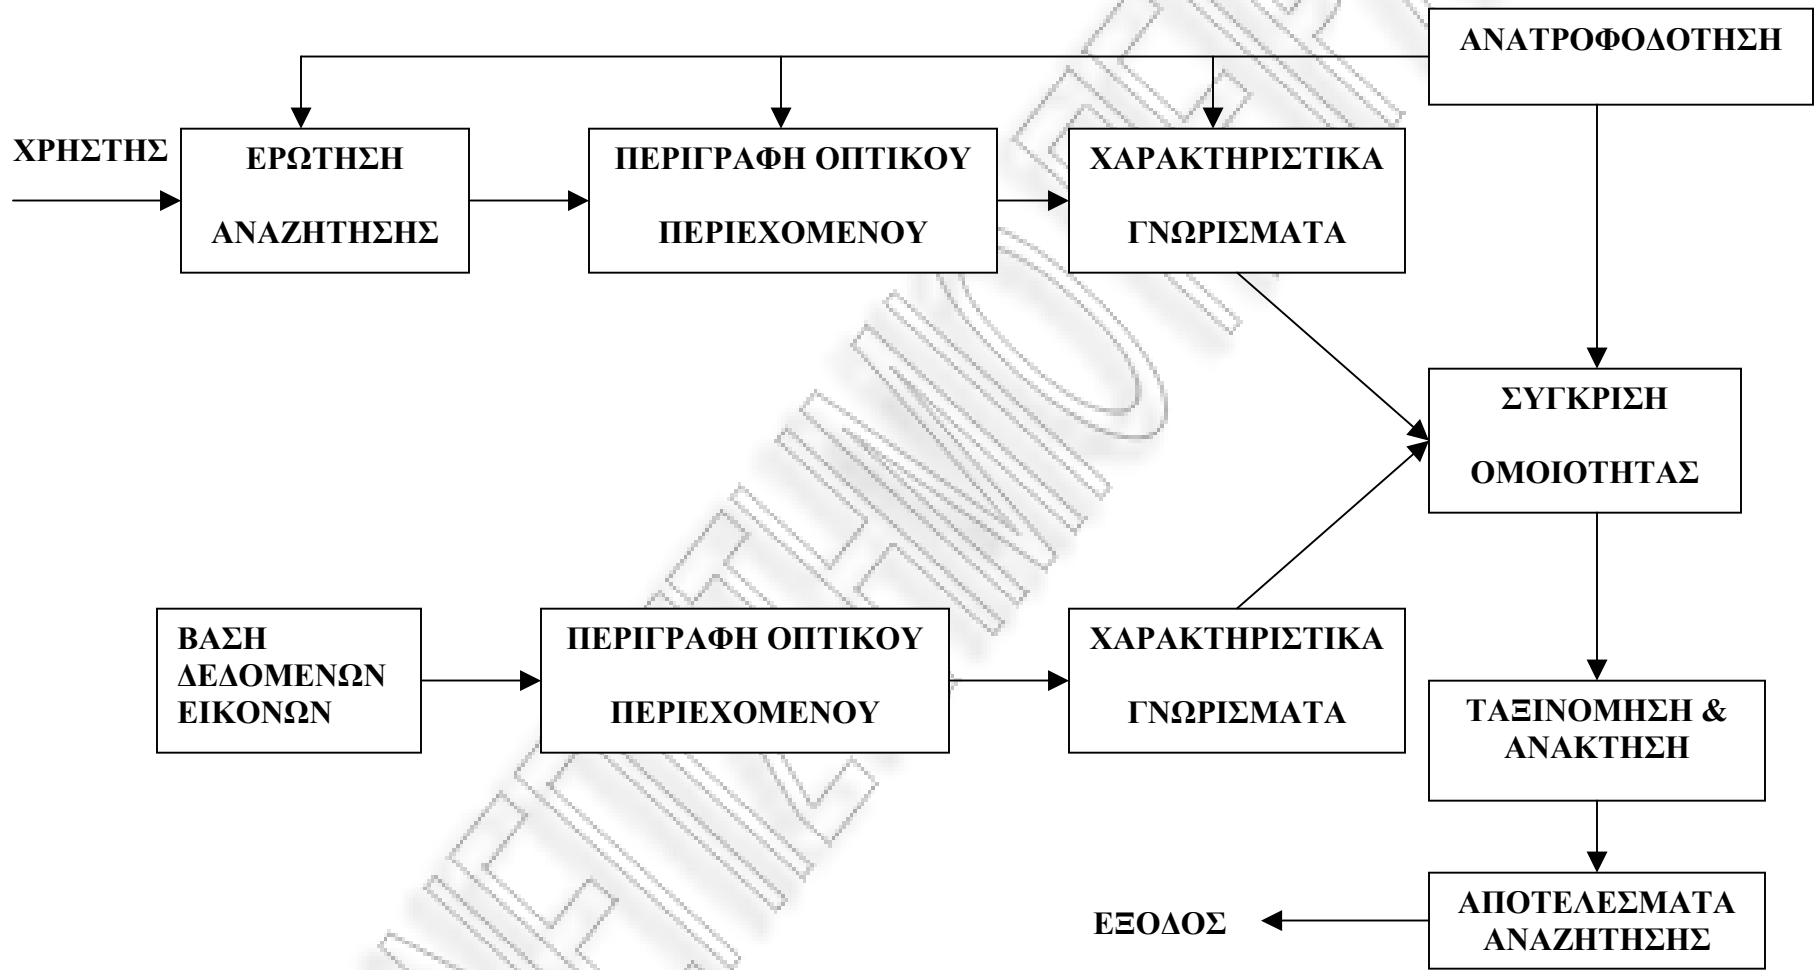 ΑΝΑΤΡΟΦΟΔΟΤΗΣΗ
ΧΡΗΣΤΗΣ
ΕΡΩΤΗΣΗ
ΑΝΑΖΗΤΗΣΗΣ
ΠΕΡΙΓΡΑΦΗ ΟΠΤΙΚΟΥ
ΠΕΡΙΕΧΟΜΕΝΟΥ
ΧΑΡΑΚΤΗΡΙΣΤΙΚΑ
ΓΝΩΡΙΣΜΑΤΑ
ΣΥΓΚΡΙΣΗ
ΟΜΟΙΟΤΗΤΑΣ
ΒΑΣΗ
ΔΕΔΟΜΕΝΩΝ
ΕΙΚΟΝΩΝ
ΠΕΡΙΓΡΑΦΗ ΟΠΤΙΚΟΥ
ΠΕΡΙΕΧΟΜΕΝΟΥ
ΧΑΡΑΚΤΗΡΙΣΤΙΚΑ
ΓΝΩΡΙΣΜΑΤΑ
ΤΑΞΙΝΟΜΗΣΗ &
ΑΝΑΚΤΗΣΗ
ΑΠΟΤΕΛΕΣΜΑΤΑ
ΑΝΑΖΗΤΗΣΗΣ
ΕΞΟΔΟΣ